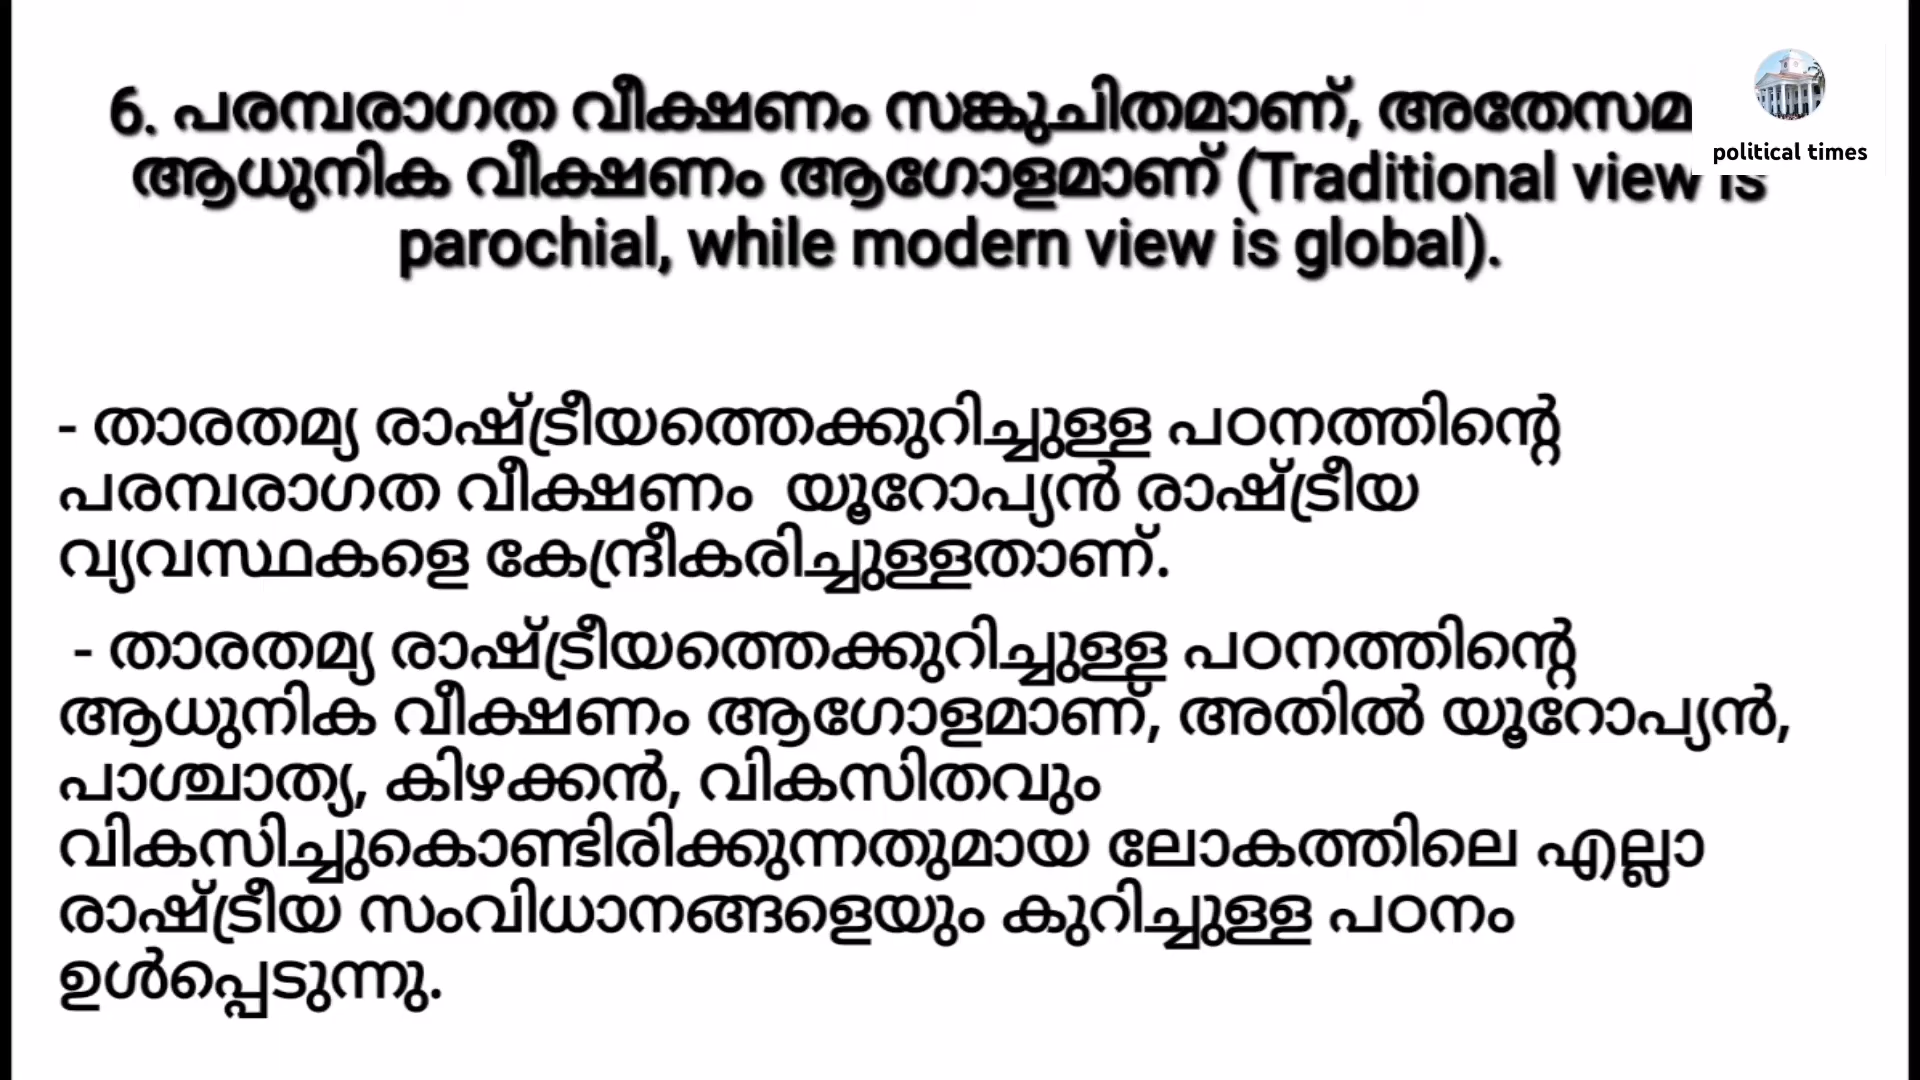 6. പരമ്പരാഗത വീക്ഷണം സങ്കുചിതമാണ്,
ആധുനിക വീക്ഷണം ആഗോളമാണ് (Traditional view is
parochial, while modern view is global).
political times
- താരതമ്യ രാഷ്ട്രീയത്തെക്കുറിച്ചുള്ള പഠനത്തിന്റെ
പരമ്പരാഗത വീക്ഷണം യൂറോപ്യൻ രാഷ്ട്രീയ
വ്യവസ്ഥകളെ കേന്ദ്രീകരിച്ചുള്ളതാണ്.
- താരതമ്യ രാഷ്ട്രീയത്തെക്കുറിച്ചുള്ള പഠനത്തിന്റെ
ആധുനിക വീക്ഷണം ആഗോളമാണ്, അതിൽ യൂറോപ്യൻ,
പാശ്ചാത്യ, കിഴക്കൻ, വികസിതവും
വികസിച്ചുകൊണ്ടിരിക്കുന്നതുമായ ലോകത്തിലെ എല്ലാ
രാഷ്ട്രീയ സംവിധാനങ്ങളെയും കുറിച്ചുള്ള പഠനം
ഉൾപ്പെടുന്നു.